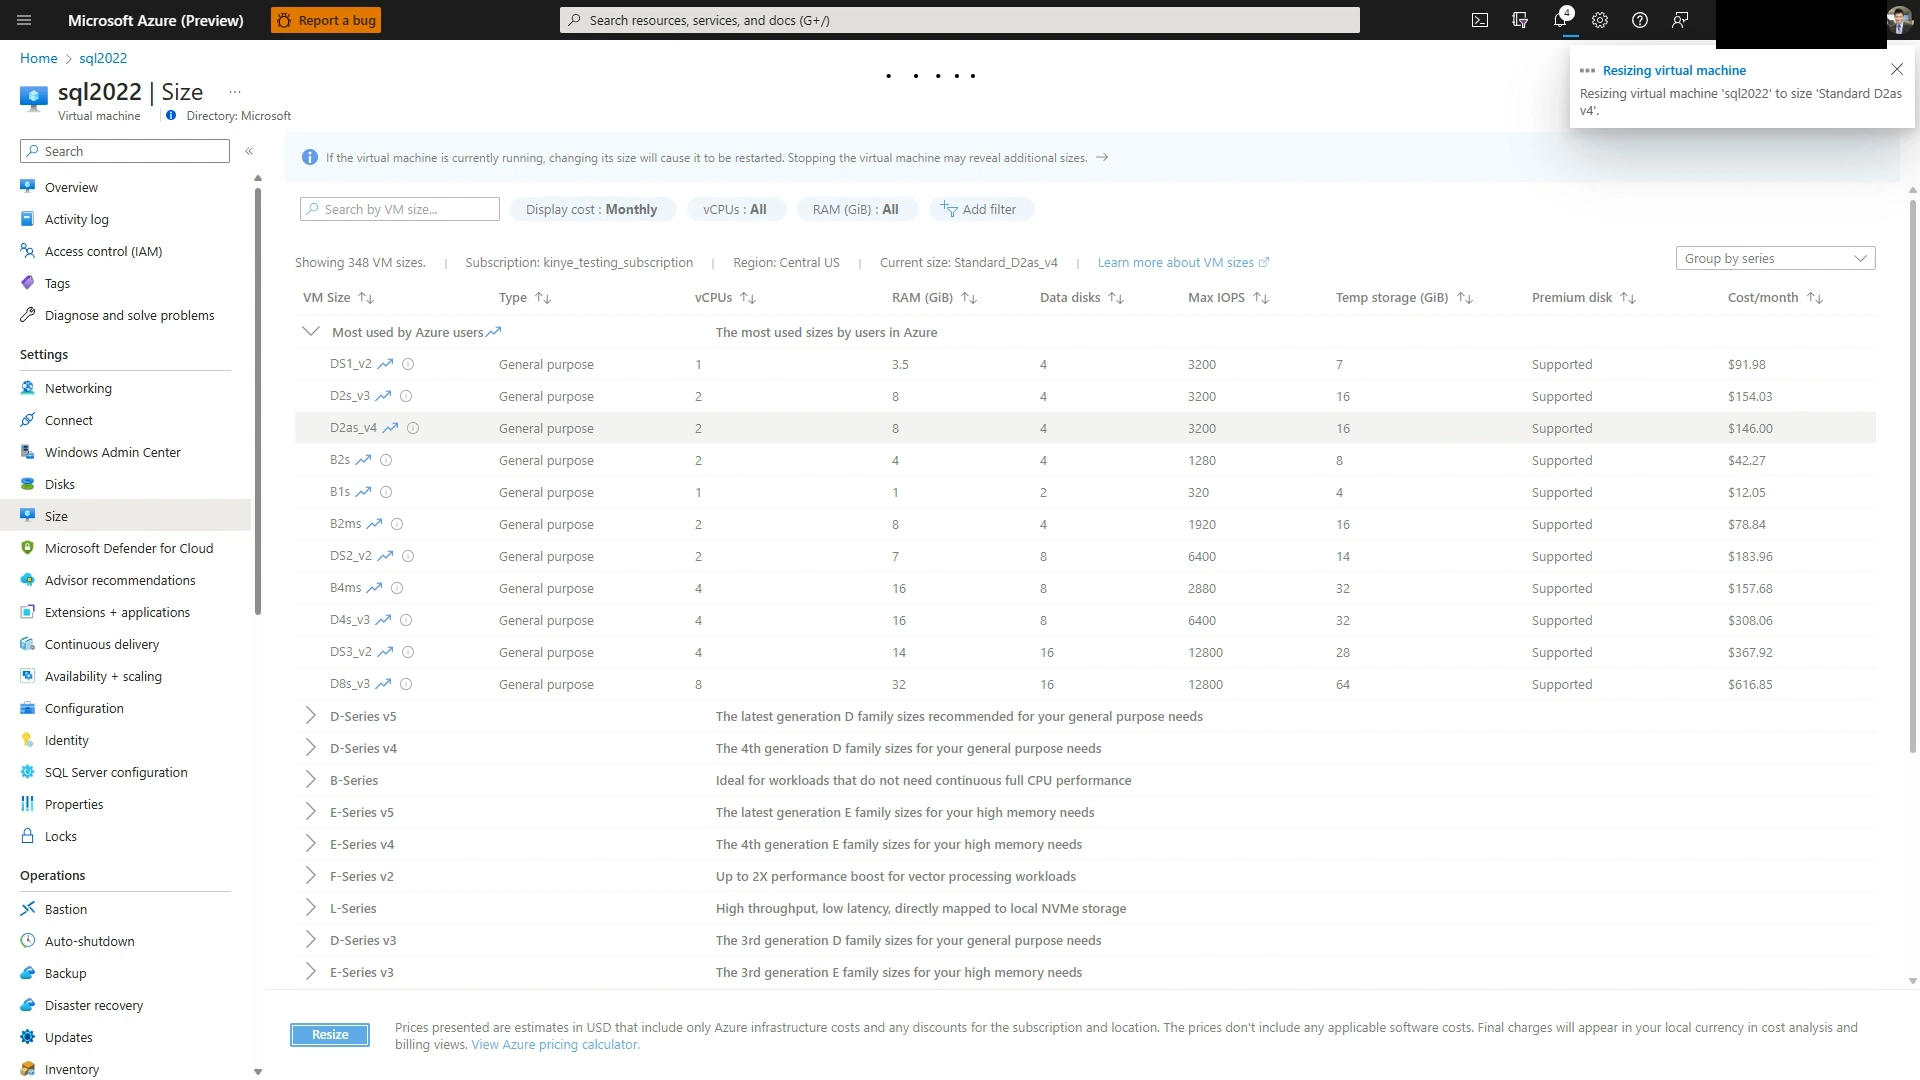 Microsoft Azure (Preview)
Report a bug
Search resources, services, and docs (G+/)
4
Home > sql2022
sql2022 | Size ...
Virtual machine
Directory: Microsoft
Resizing virtual machine
Resizing virtual machine 'sql2022' to size 'Standard D2as
v4'.
Search
«
Overview
Activity log
Access control (IAM)
Tags
Diagnose and solve problems
Settings
Networking
Connect
Windows Admin Center
Disks
Size
Microsoft Defender for Cloud
Advisor recommendations
Extensions + applications
Continuous delivery
Availability + scaling
Configuration
Identity
SQL Server configuration
Properties
Locks
Operations
Bastion
Auto-shutdown
Backup
Disaster recovery
Updates
Inventory
If the virtual machine is currently running, changing its size will cause it to be restarted. Stopping the virtual machine may reveal additional sizes. →
Search by VM size...
Display cost : Monthly
vCPUs : All
RAM (GiB) : All
Add filter
Showing 348 VM sizes. | Subscription: kinye_testing_subscription | Region: Central US | Current size: Standard_D2as_v4 | Learn more about VM sizes
Group by series
VM Size ↑↓ Type ↑↓ vCPUs ↑↓ RAM (GiB) ↑↓ Data disks ↑↓ Max IOPS ↑↓ Temp storage (GiB) ↑↓ Premium disk ↑↓ Cost/month ↑↓
Most used by Azure users The most used sizes by users in Azure
DS1_v2 General purpose 1 3.5 4 3200 7 Supported $91.98
D2s_v3 General purpose 2 8 4 3200 16 Supported $154.03
D2as_v4 General purpose 2 8 4 3200 16 Supported $146.00
B2s General purpose 2 4 4 1280 8 Supported $42.27
B1s General purpose 1 1 2 320 4 Supported $12.05
B2ms General purpose 2 8 4 1920 16 Supported $78.84
DS2_v2 General purpose 2 7 8 6400 14 Supported $183.96
B4ms General purpose 4 16 8 2880 32 Supported $157.68
D4s_v3 General purpose 4 16 8 6400 32 Supported $308.06
DS3_v2 General purpose 4 14 16 12800 28 Supported $367.92
D8s_v3 General purpose 8 32 16 12800 64 Supported $616.85
D-Series v5 The latest generation D family sizes recommended for your general purpose needs
D-Series v4 The 4th generation D family sizes for your general purpose needs
B-Series Ideal for workloads that do not need continuous full CPU performance
E-Series v5 The latest generation E family sizes for your high memory needs
E-Series v4 The 4th generation E family sizes for your high memory needs
F-Series v2 Up to 2X performance boost for vector processing workloads
L-Series High throughput, low latency, directly mapped to local NVMe storage
D-Series v3 The 3rd generation D family sizes for your general purpose needs
E-Series v3 The 3rd generation E family sizes for your high memory needs
Resize
Prices presented are estimates in USD that include only Azure infrastructure costs and any discounts for the subscription and location. The prices don't include any applicable software costs. Final charges will appear in your local currency in cost analysis and
billing views. View Azure pricing calculator.